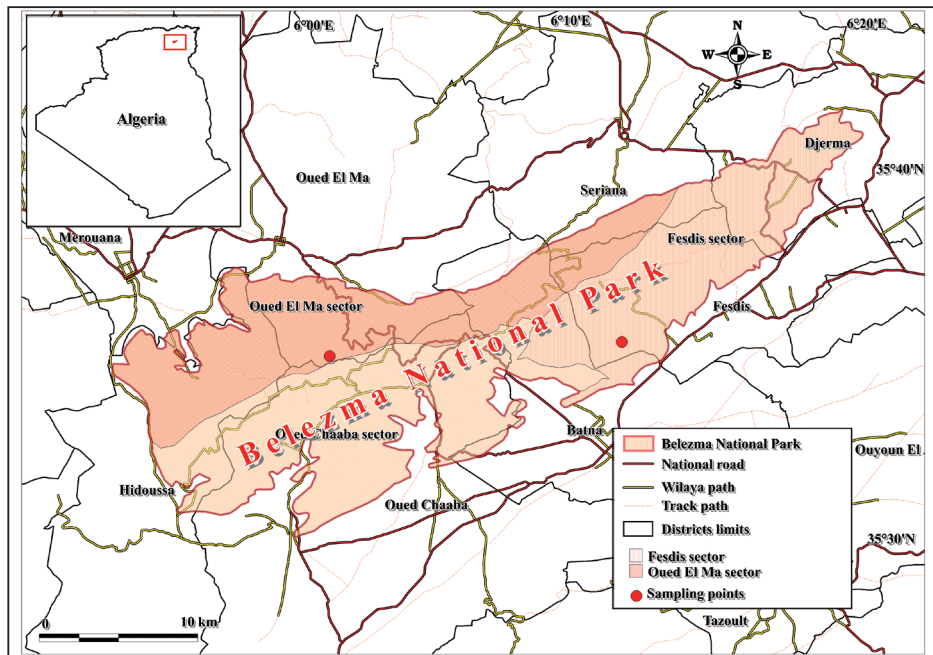 6°00'E
6°10'E
6°20'E
N
W E
S
Algeria
Djerma
35°40'N
Oued El Ma
Seriana
Merouana
Fesdis sector
Oued El Ma sector
Fesdis
Belezma National Park
Oued Chaaba sector
Batna
Hidoussa
Oued Chaaba
Ouyoun El
35°30'N
Tazoult
Belezma National Park
National road
Wilaya path
Track path
Districts limits
Fesdis sector
Oued El Ma sector
Sampling points
0 10 km